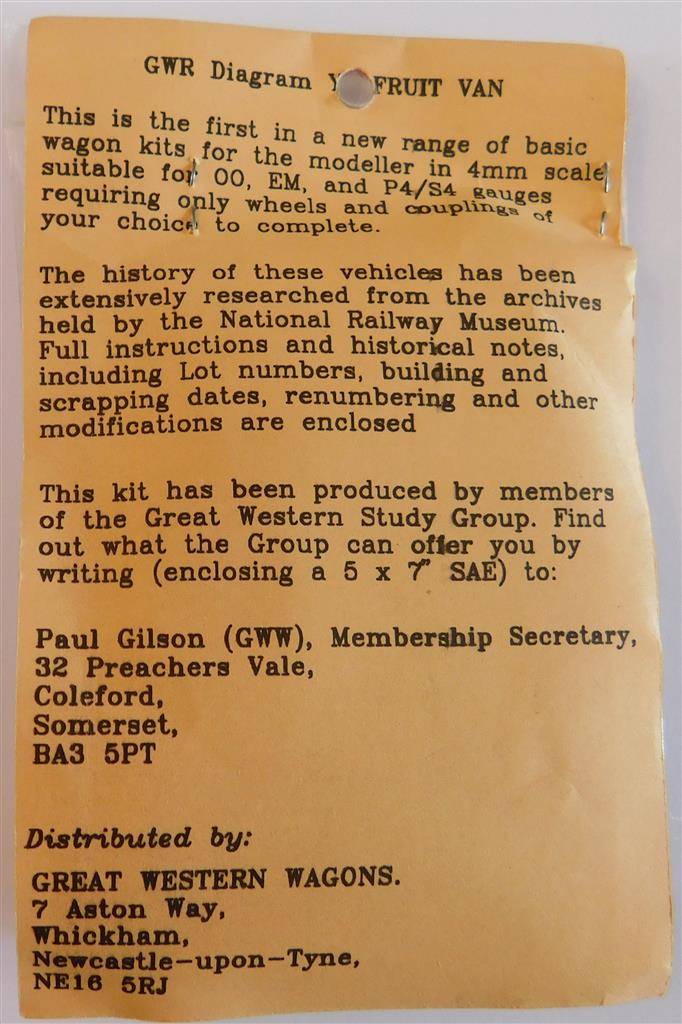 GWR Diagram Y FRUIT VAN
This is the first in a new range of basic
wagon kits for the modeller in 4mm scale
suitable for OO, EM, and P4/S4 gauges
requiring only wheels and couplings of
your choice to complete.
The history of these vehicles has been
extensively researched from the archives
held by the National Railway Museum.
Full instructions and historical notes,
including Lot numbers, building and
scrapping dates, renumbering and other
modifications are enclosed
This kit has been produced by members
of the Great Western Study Group. Find
out what the Group can offer you by
writing (enclosing a 5 x 7" SAE) to:
Paul Gilson (GWW), Membership Secretary,
32 Preachers Vale,
Coleford,
Somerset,
BA3 5PT
Distributed by:
GREAT WESTERN WAGONS.
7 Aston Way,
Whickham,
Newcastle-upon-Tyne,
NE16 5RJ